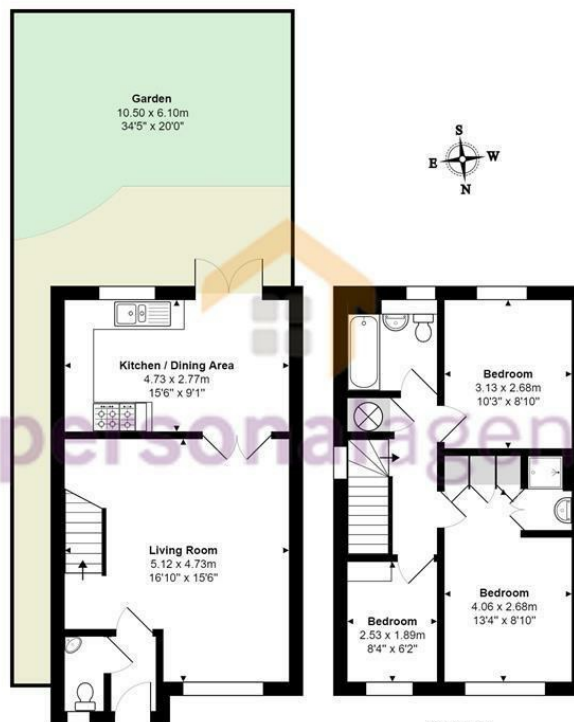 Garden
10.50 x 6.10m
34'5" x 20'0"
S
E W
N
Kitchen / Dining Area
4.73 x 2.77m
15'6" x 9'1"
Bedroom
3.13 x 2.68m
10'3" x 8'10"
personalagen
Living Room
5.12 x 4.73m
16'10" x 15'6"
Bedroom
2.53 x 1.89m
8'4" x 6'2"
Bedroom
4.06 x 2.68m
13'4" x 8'10"